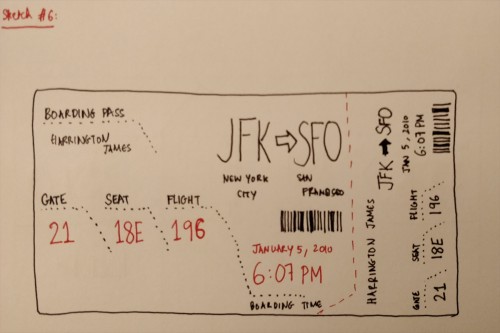 Sketch #6:
BOARDING PASS
HARRINGTON
JAMES
JFK ⇨ SFO
NEW YORK
CITY
SAN
FRANSISCO
GATE SEAT FLIGHT
21 18E 196
JANUARY 5, 2010
6:07 PM
BOARDING TIME
HARRINGTON JAMES
JFK → SFO
JAN 5, 2010
6:07 PM
GATE SEAT FLIGHT
21 18E 196